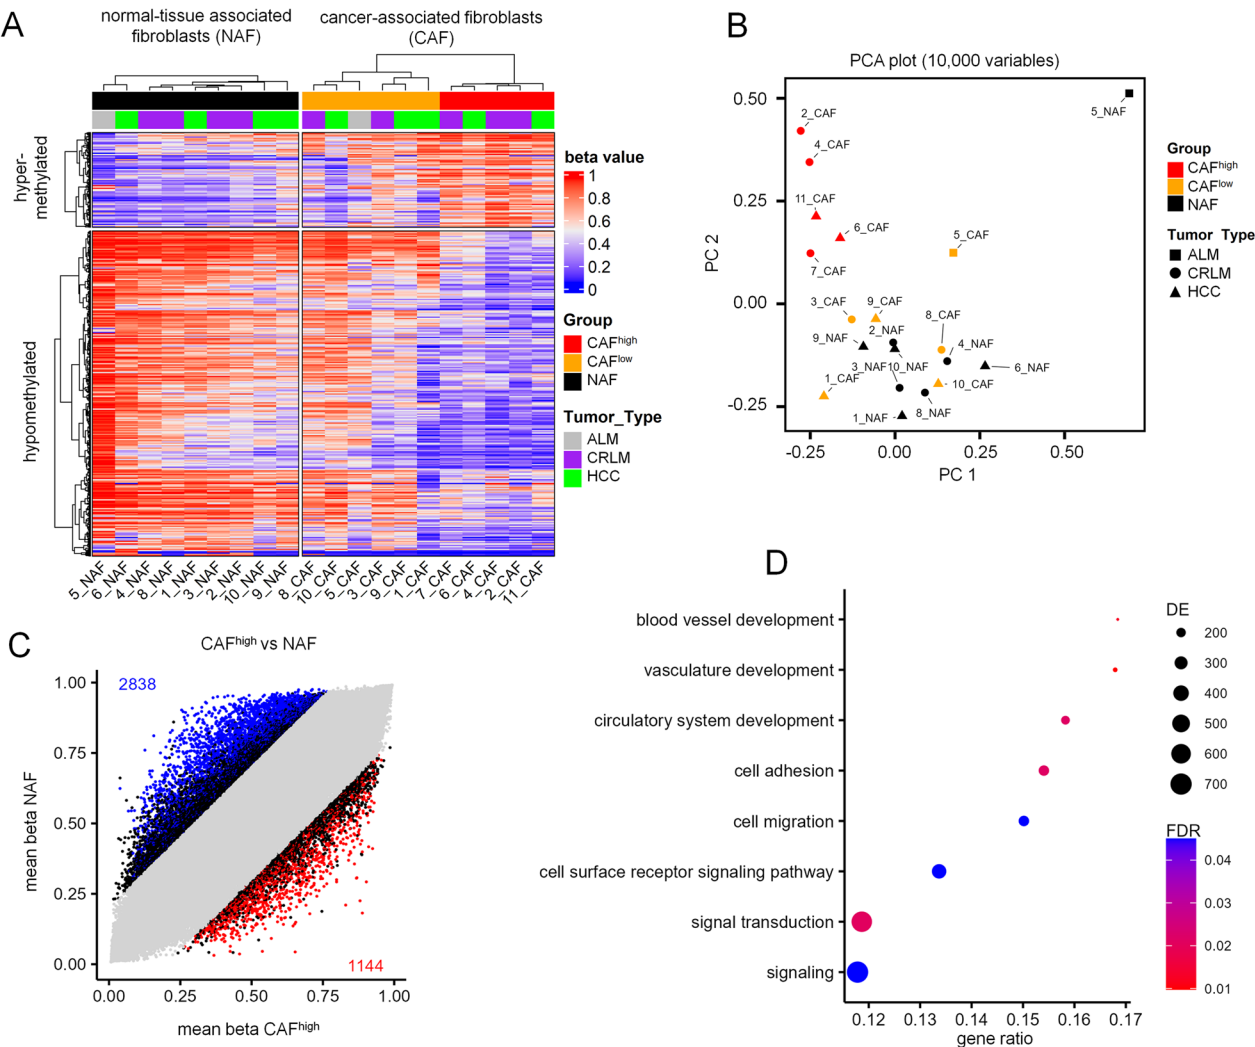 A
normal-tissue associated
fibroblasts (NAF)
cancer-associated fibroblasts
(CAF)
hyper-
methylated
hypomethylated
beta value
1
0.8
0.6
0.4
0.2
0
Group
CAFhigh
CAFlow
NAF
Tumor_Type
ALM
CRLM
HCC
5_NAF
6_NAF
4_NAF
8_NAF
1_NAF
3_NAF
2_NAF
10_NAF
9_NAF
8_CAF
10_CAF
5_CAF
3_CAF
9_CAF
1_CAF
7_CAF
6_CAF
4_CAF
2_CAF
11_CAF
B
PCA plot (10,000 variables)
PC 2
0.50
0.25
0.00
-0.25
5_NAF
2_CAF
4_CAF
11_CAF
6_CAF
7_CAF
5_CAF
3_CAF
9_CAF
2_NAF
8_CAF
9_NAF
4_NAF
3_NAF
10_NAF
6_NAF
1_CAF
10_CAF
1_NAF
8_NAF
-0.25
0.00
0.25
0.50
PC 1
Group
CAFhigh
CAFlow
NAF
Tumor_Type
ALM
CRLM
HCC
C
CAFhigh vs NAF
2838
1144
mean beta NAF
1.00
0.75
0.50
0.25
0.00
0.00
0.25
0.50
0.75
1.00
mean beta CAFhigh
D
blood vessel development
vasculature development
circulatory system development
cell adhesion
cell migration
cell surface receptor signaling pathway
signal transduction
signaling
0.12
0.13
0.14
0.15
0.16
0.17
gene ratio
DE
200
300
400
500
600
700
FDR
0.04
0.03
0.02
0.01